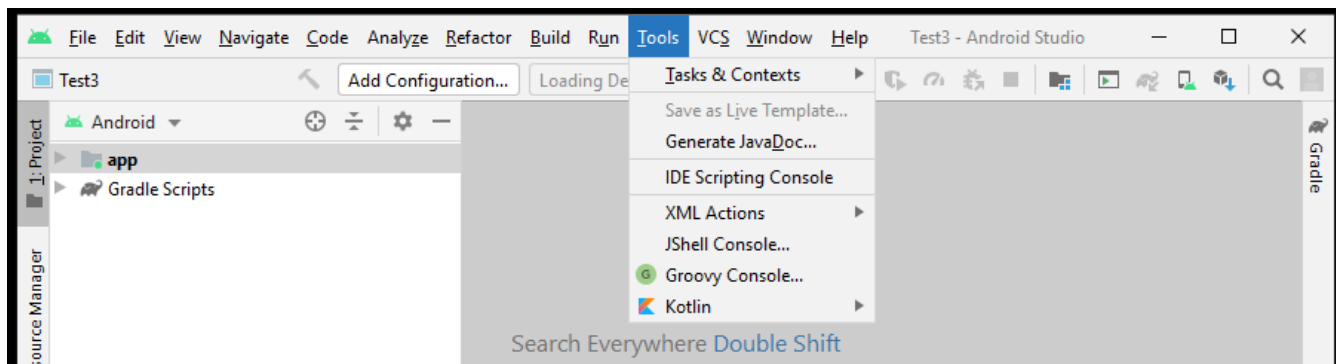 File Edit View Navigate Code Analyze Refactor Build Run Tools VCS Window Help Test3 - Android Studio
Test3 Add Configuration... Loading De
Tasks & Contexts
Save as Live Template...
Generate JavaDoc...
IDE Scripting Console
XML Actions
JShell Console...
G Groovy Console...
Kotlin
Android
app
Gradle Scripts
1: Project
source Manager
Gradle
Search Everywhere Double Shift